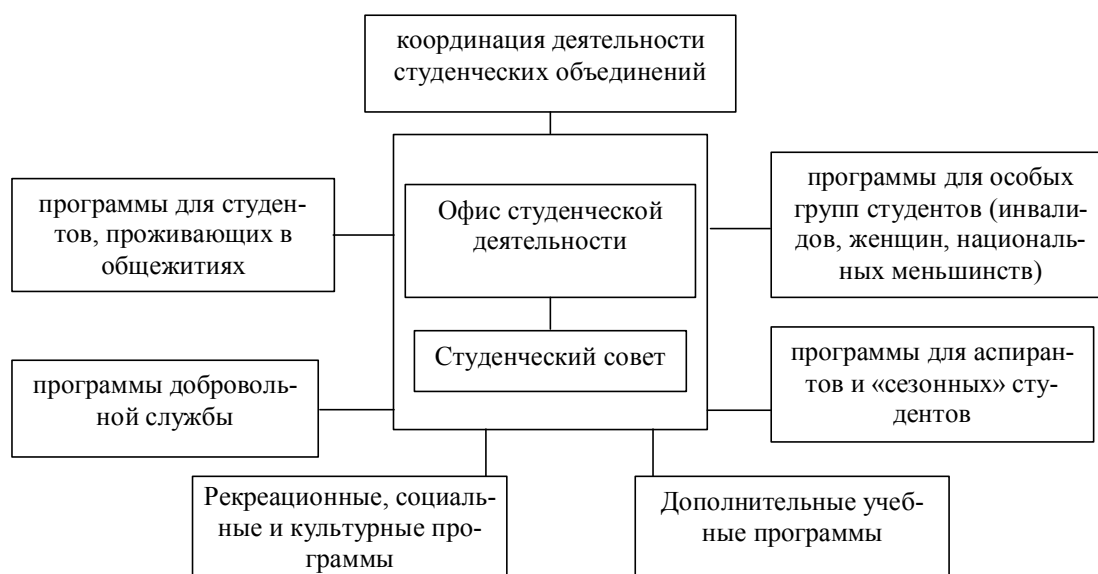 координация деятельности
студенческих объединений
программы для студен-
тов, проживающих в
общежитиях
Офис студенческой
деятельности
программы для особых
групп студентов (инвали-
дов, женщин, националь-
ных меньшинств)
Студенческий совет
программы доброволь-
ной службы
программы для аспиран-
тов и «сезонных» сту-
дентов
Рекреационные, социаль-
ные и культурные про-
граммы
Дополнительные учеб-
ные программы